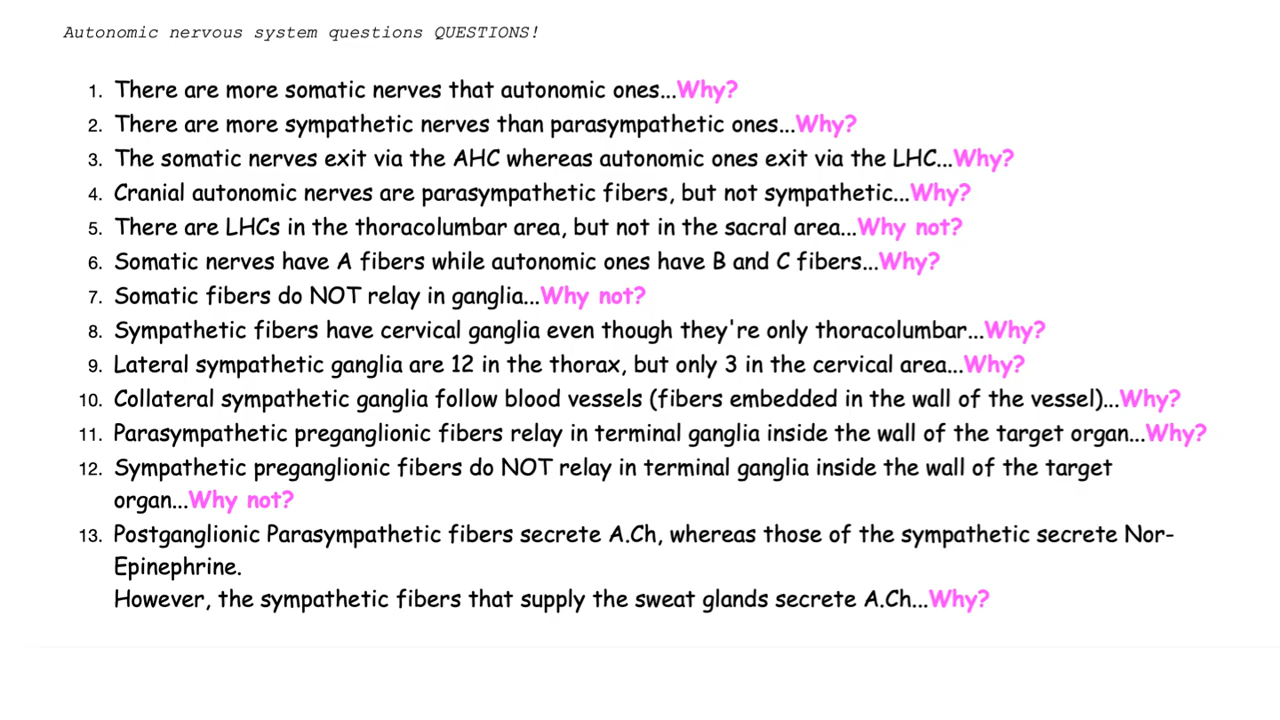 Autonomic nervous system questions QUESTIONS!
1. There are more somatic nerves that autonomic ones...Why?
2. There are more sympathetic nerves than parasympathetic ones...Why?
3. The somatic nerves exit via the AHC whereas autonomic ones exit via the LHC...Why?
4. Cranial autonomic nerves are parasympathetic fibers, but not sympathetic...Why?
5. There are LHCs in the thoracolumbar area, but not in the sacral area...Why not?
6. Somatic nerves have A fibers while autonomic ones have B and C fibers...Why?
7. Somatic fibers do NOT relay in ganglia...Why not?
8. Sympathetic fibers have cervical ganglia even though they're only thoracolumbar...Why?
9. Lateral sympathetic ganglia are 12 in the thorax, but only 3 in the cervical area...Why?
10. Collateral sympathetic ganglia follow blood vessels (fibers embedded in the wall of the vessel)...Why?
11. Parasympathetic preganglionic fibers relay in terminal ganglia inside the wall of the target organ...Why?
12. Sympathetic preganglionic fibers do NOT relay in terminal ganglia inside the wall of the target
organ...Why not?
13. Postganglionic Parasympathetic fibers secrete A.Ch, whereas those of the sympathetic secrete Nor-
Epinephrine.
However, the sympathetic fibers that supply the sweat glands secrete A.Ch...Why?